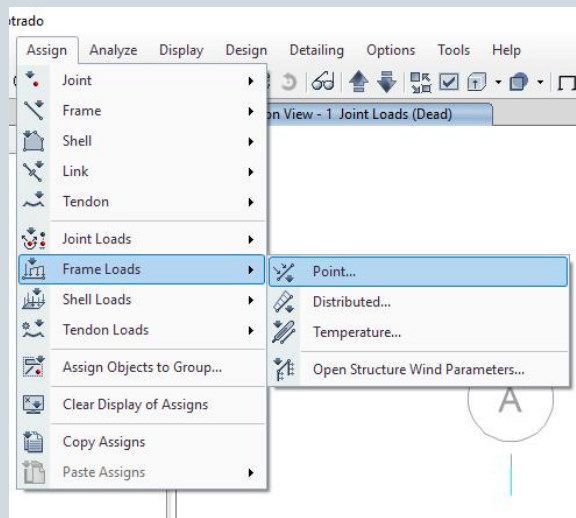 otrado
Assign Analyze Display Design Detailing Options Tools Help
Joint
Frame
on View - 1 Joint Loads (Dead)
Shell
Link
Tendon
Joint Loads
Frame Loads
Point...
Shell Loads
Distributed...
Tendon Loads
Temperature...
Assign Objects to Group...
Open Structure Wind Parameters...
Clear Display of Assigns
A
Copy Assigns
Paste Assigns